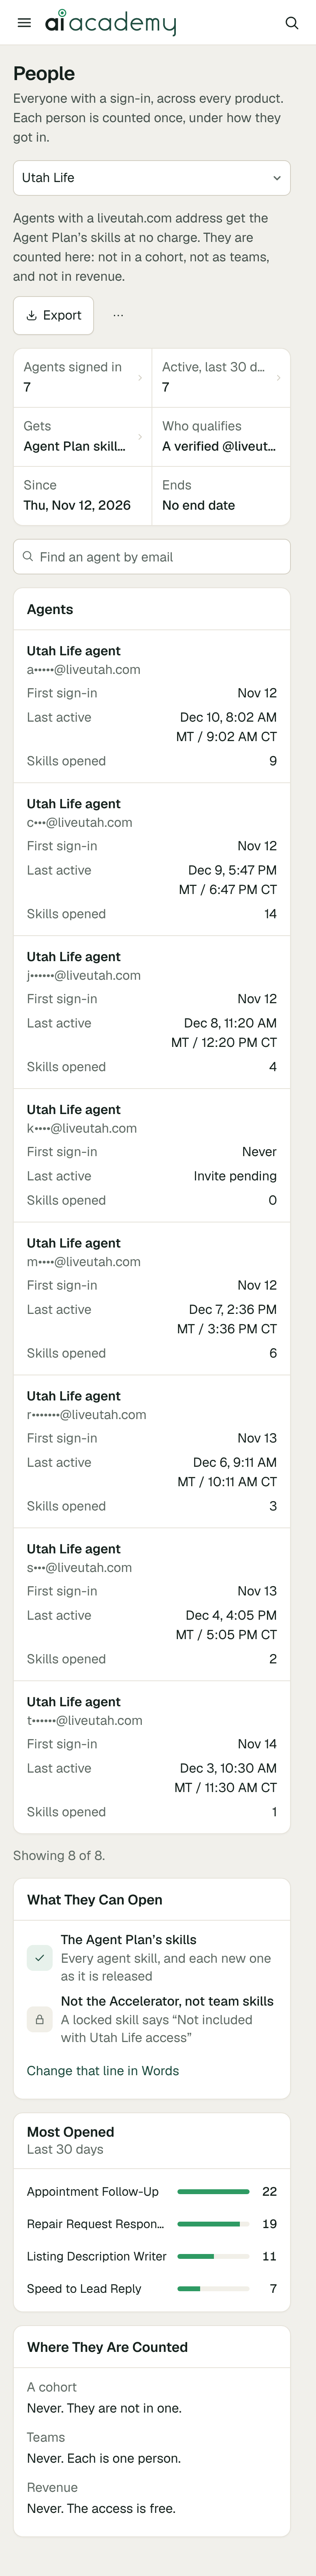 ai academy
People
Everyone with a sign-in, across every product.
Each person is counted once, under how they
got in.
Utah Life
Agents with a liveutah.com address get the
Agent Plan's skills at no charge. They are
counted here: not in a cohort, not as teams,
and not in revenue.
Export
...
Agents signed in
7
Active, last 30 d...
7
Gets
Agent Plan skill...
Who qualifies
A verified @liveut...
Since
Thu, Nov 12, 2026
Ends
No end date
Find an agent by email
Agents
Utah Life agent
a•••••@liveutah.com
First sign-in Nov 12
Last active Dec 10, 8:02 AM
MT / 9:02 AM CT
Skills opened 9
Utah Life agent
c•••@liveutah.com
First sign-in Nov 12
Last active Dec 9, 5:47 PM
MT / 6:47 PM CT
Skills opened 14
Utah Life agent
j••••••@liveutah.com
First sign-in Nov 12
Last active Dec 8, 11:20 AM
MT / 12:20 PM CT
Skills opened 4
Utah Life agent
k••••@liveutah.com
First sign-in Never
Last active Invite pending
Skills opened 0
Utah Life agent
m••••@liveutah.com
First sign-in Nov 12
Last active Dec 7, 2:36 PM
MT / 3:36 PM CT
Skills opened 6
Utah Life agent
r•••••••@liveutah.com
First sign-in Nov 13
Last active Dec 6, 9:11 AM
MT / 10:11 AM CT
Skills opened 3
Utah Life agent
s•••@liveutah.com
First sign-in Nov 13
Last active Dec 4, 4:05 PM
MT / 5:05 PM CT
Skills opened 2
Utah Life agent
t••••••@liveutah.com
First sign-in Nov 14
Last active Dec 3, 10:30 AM
MT / 11:30 AM CT
Skills opened 1
Showing 8 of 8.
What They Can Open
The Agent Plan's skills
Every agent skill, and each new one
as it is released
Not the Accelerator, not team skills
A locked skill says “Not included
with Utah Life access”
Change that line in Words
Most Opened
Last 30 days
Appointment Follow-Up 22
Repair Request Respon... 19
Listing Description Writer 11
Speed to Lead Reply 7
Where They Are Counted
A cohort
Never. They are not in one.
Teams
Never. Each is one person.
Revenue
Never. The access is free.